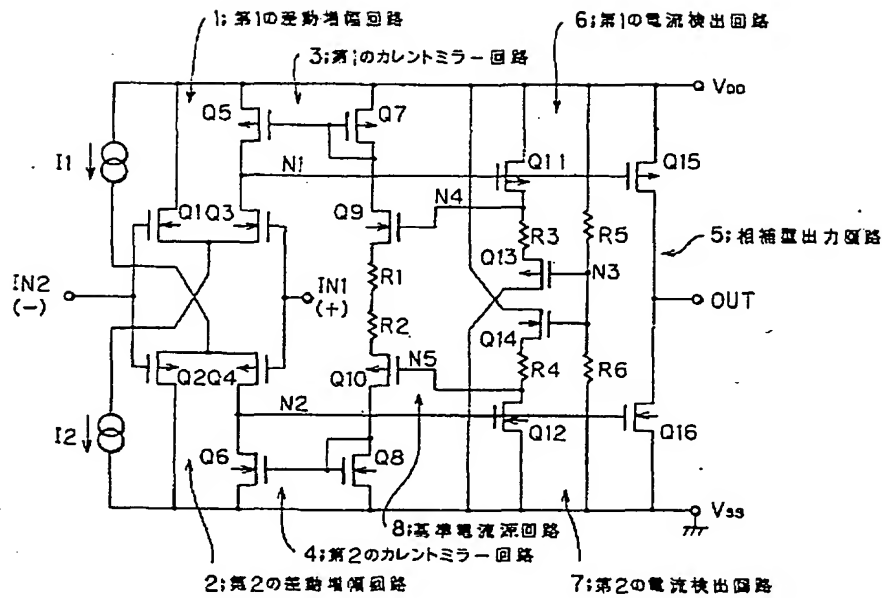 1;第1の差動増幅回路
6;第1の電流検出回路
3;第1のカレントミラー回路
VDD
Q5
Q7
I1
N1
Q11
Q15
N4
Q1Q3
Q9
R3
R5
5;相補型出力回路
Q13
N3
IN2
(-)
IN1
(+)
R1
OUT
R2
Q14
Q2Q4
Q10
N5
R4
R6
N2
I2
Q12
Q16
Q6
Q8
VSS
8;基準電流源回路
4;第2のカレントミラー回路
2;第2の差動増幅回路
7;第2の電流検出回路